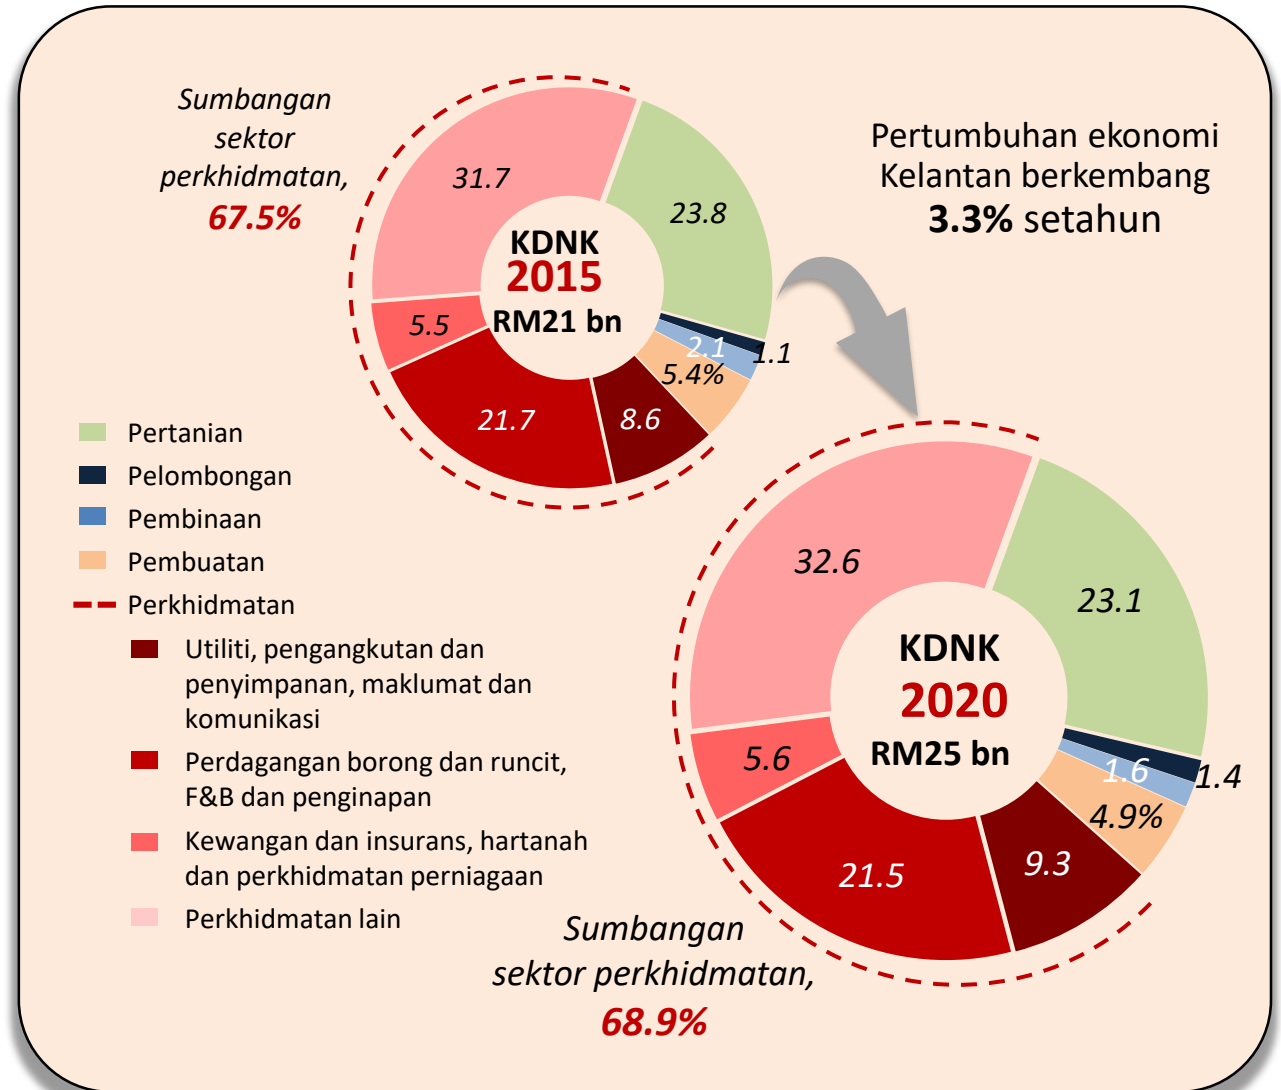 Sumbangan
sektor
perkhidmatan,
67.5%
31.7
23.8
5.5
21.7
8.6
5.4%
2.1
1.1
KDNK
2015
RM21 bn
Pertumbuhan ekonomi
Kelantan berkembang
3.3% setahun
Pertanian
Pelombongan
Pembinaan
Pembuatan
Perkhidmatan
Utiliti, pengangkutan dan
penyimpanan, maklumat dan
komunikasi
Perdagangan borong dan runcit,
F&B dan penginapan
Kewangan dan insurans, hartanah
dan perkhidmatan perniagaan
Perkhidmatan lain
32.6
23.1
5.6
21.5
9.3
4.9%
1.6
1.4
KDNK
2020
RM25 bn
Sumbangan
sektor perkhidmatan,
68.9%